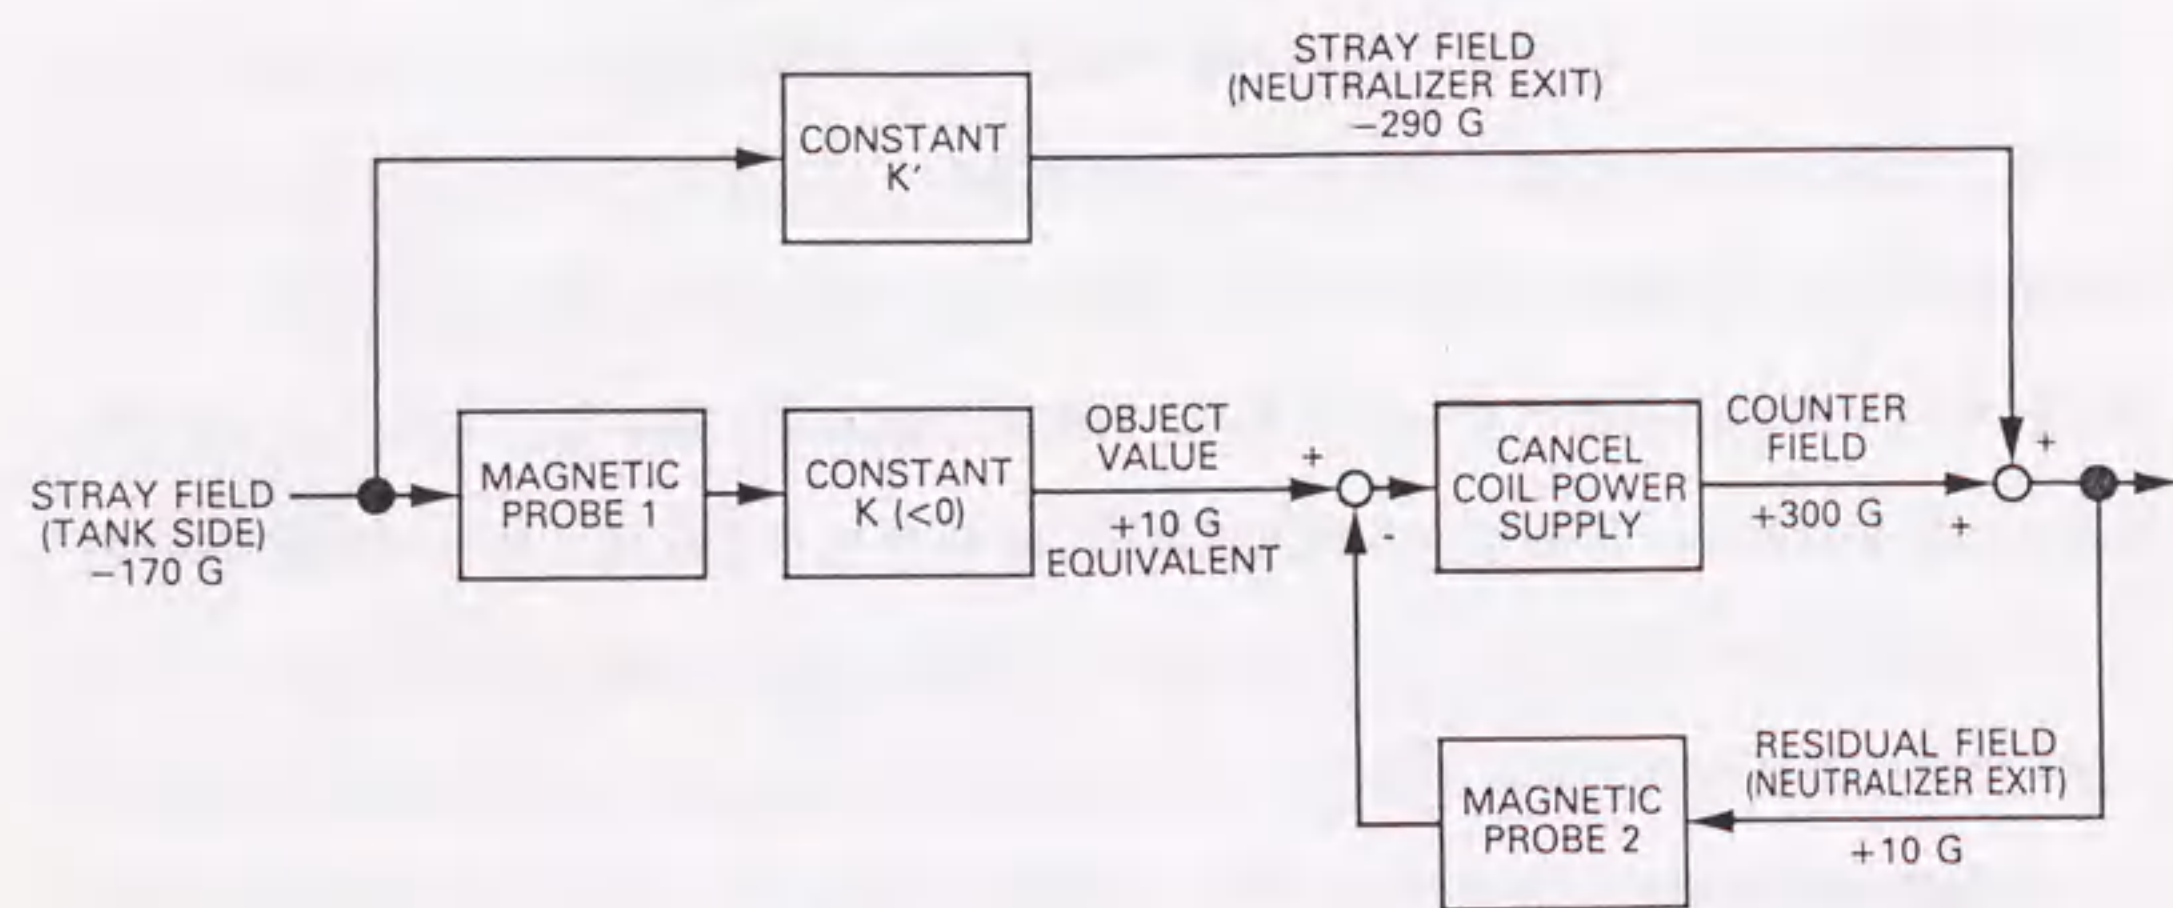 STRAY FIELD
(NEUTRALIZER EXIT)
−290 G
CONSTANT
K′
STRAY FIELD
(TANK SIDE)
−170 G
MAGNETIC
PROBE 1
CONSTANT
K (<0)
OBJECT
VALUE
+10 G
EQUIVALENT
+
-
CANCEL
COIL POWER
SUPPLY
COUNTER
FIELD
+300 G
+
+
MAGNETIC
PROBE 2
RESIDUAL FIELD
(NEUTRALIZER EXIT)
+10 G